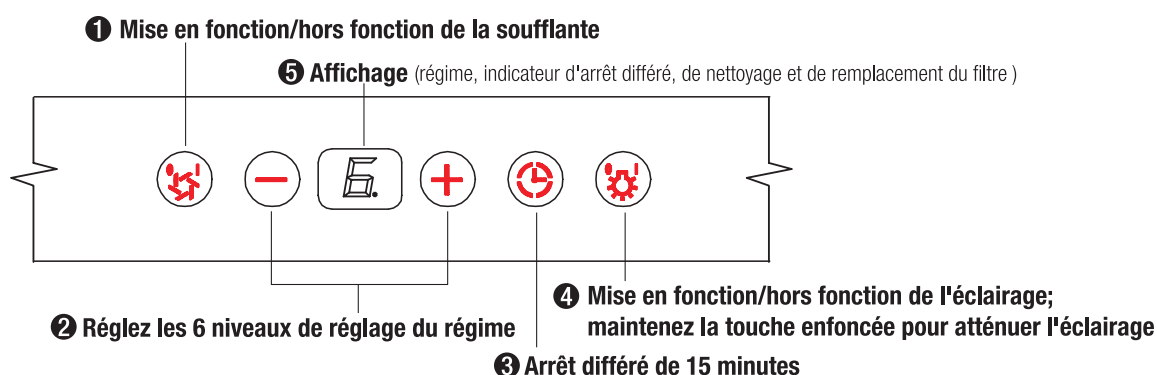 ❶ Mise en fonction/hors fonction de la soufflante
❺ Affichage (régime, indicateur d'arrêt différé, de nettoyage et de remplacement du filtre )
6.
❹ Mise en fonction/hors fonction de l'éclairage;
maintenez la touche enfoncée pour atténuer l'éclairage
❷ Réglez les 6 niveaux de réglage du régime
❸ Arrêt différé de 15 minutes